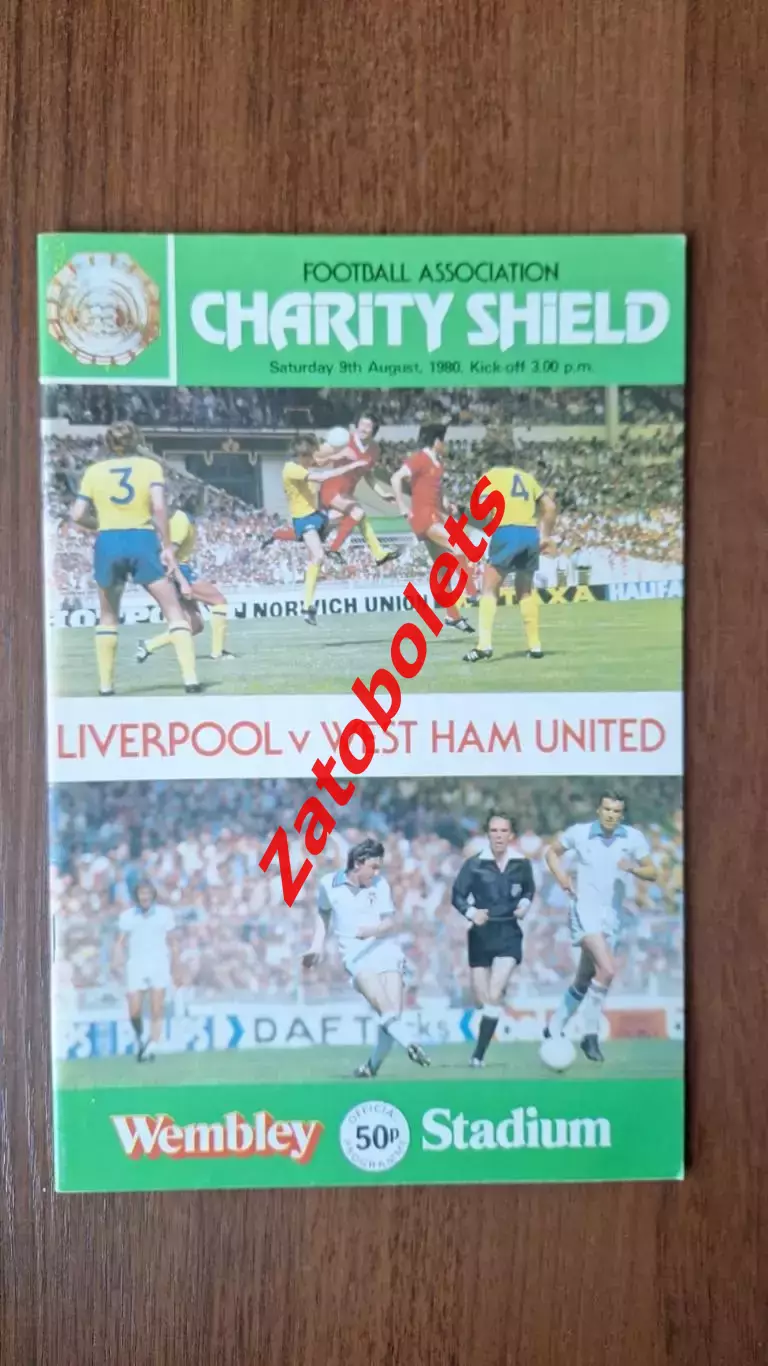 FOOTBALL ASSOCIATION
CHARITY SHIELD
Saturday 9th August, 1980. Kick-off 3.00 p.m.
3
4
NORWICH UNION
HALIFAX
LIVERPOOL v WEST HAM UNITED
Zatobolets
DAF Trucks
Wembley
OFFICIAL
50p
PROGRAMME
Stadium